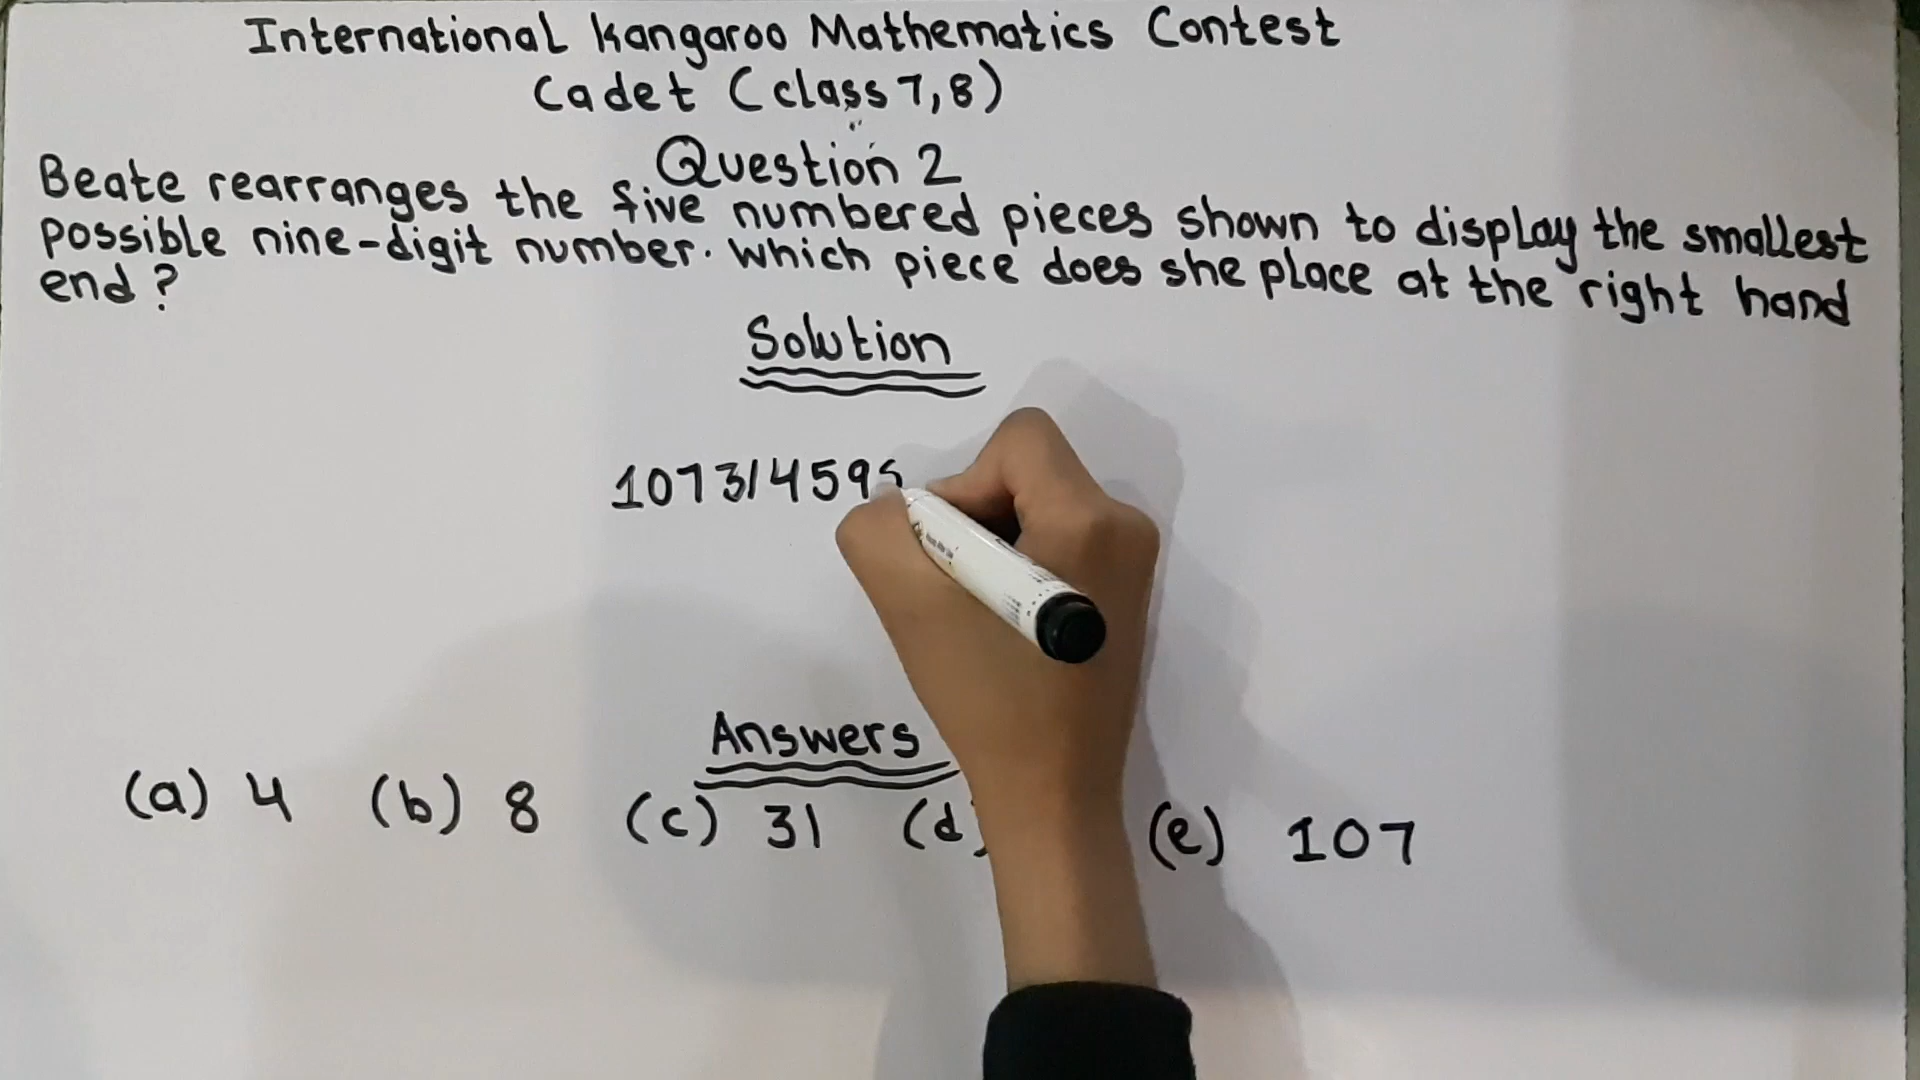 International Kangaroo Mathematics Contest
Cadet (class 7,8)
Question 2
Beate rearranges the five numbered pieces shown to display the smallest
possible nine-digit number. Which piece does she place at the right hand
end?
Solution
10731459
Answers
(a) 4 (b) 8 (c) 31 (d) (e) 107